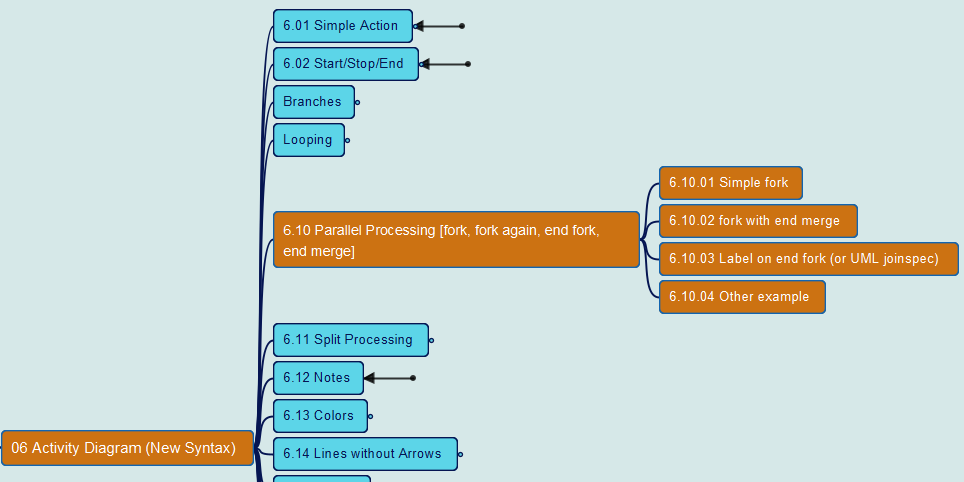 6.01 Simple Action
6.02 Start/Stop/End
Branches
Looping
6.10 Parallel Processing [fork, fork again, end fork,
end merge]
6.10.01 Simple fork
6.10.02 fork with end merge
6.10.03 Label on end fork (or UML joinspec)
6.10.04 Other example
6.11 Split Processing
6.12 Notes
6.13 Colors
06 Activity Diagram (New Syntax)
6.14 Lines without Arrows